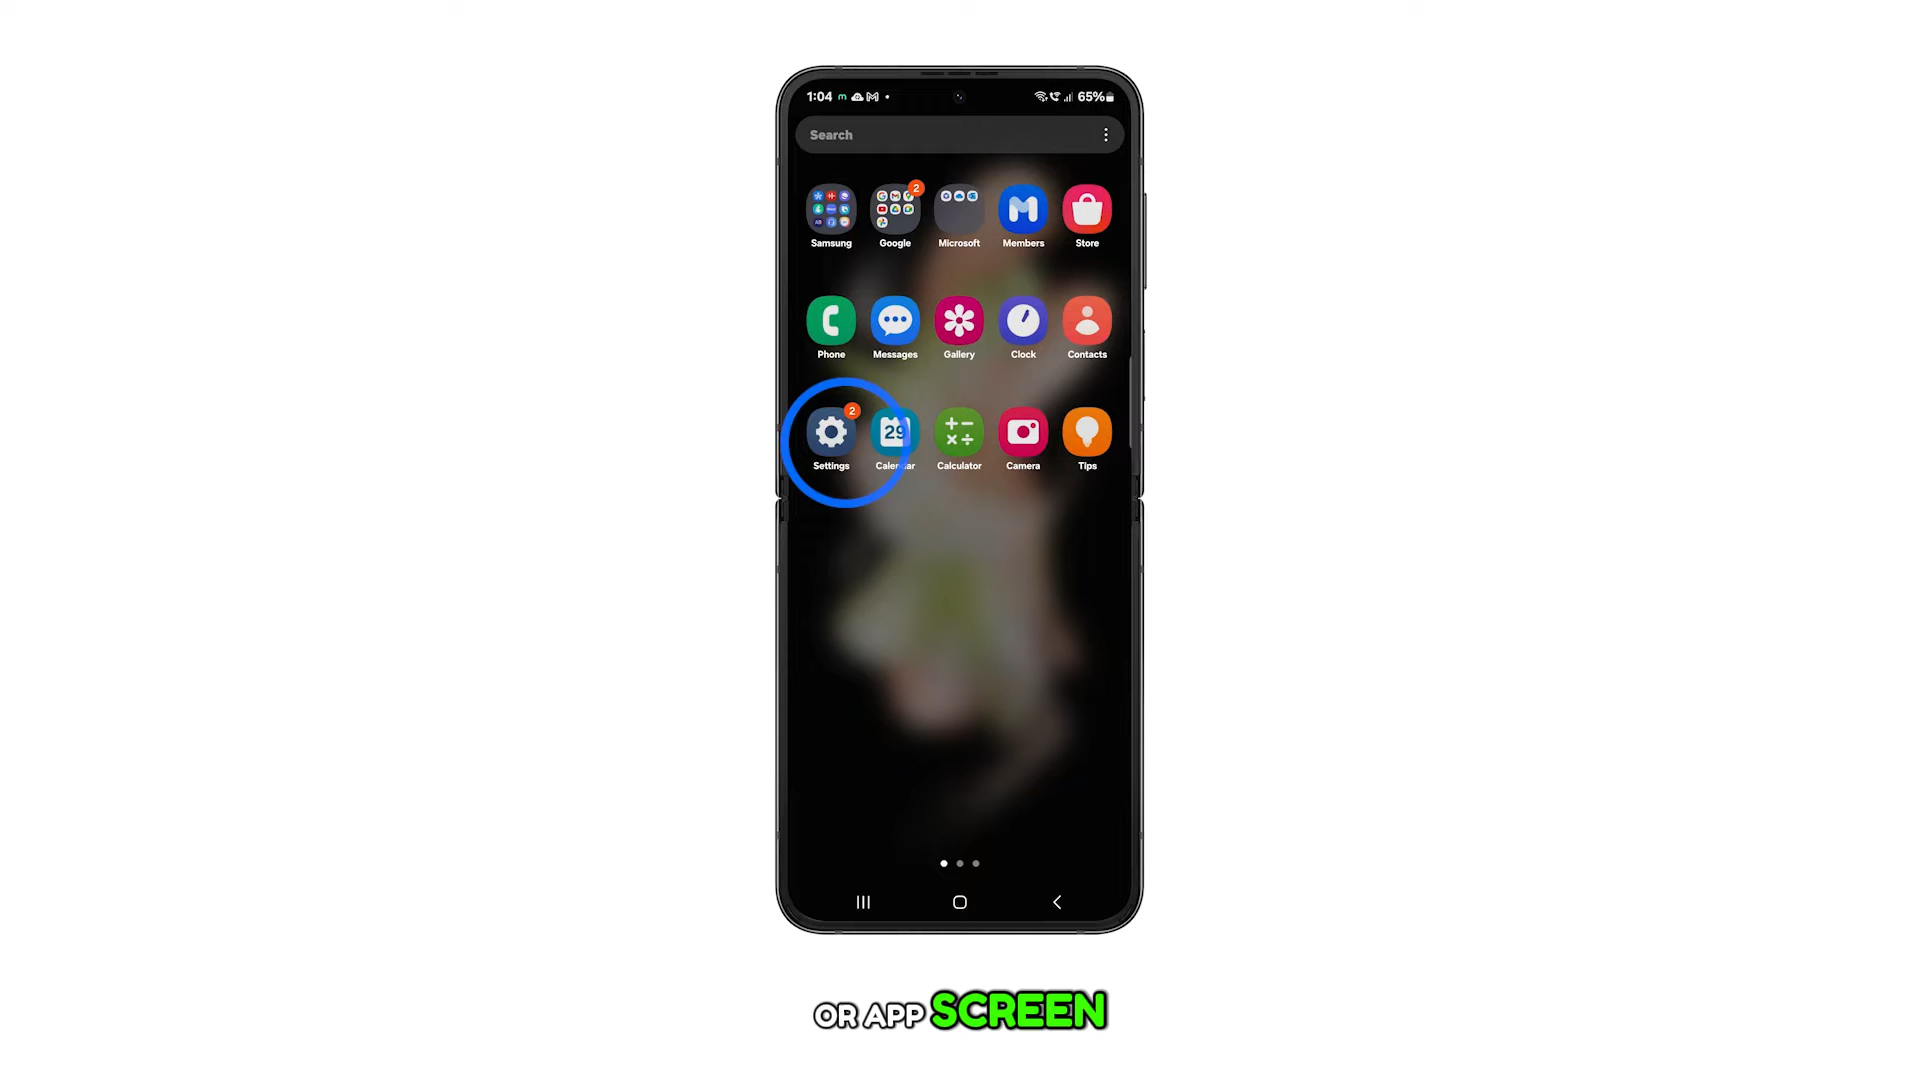 1:04 65%
Search
2
Samsung Google Microsoft Members Store
Phone Messages Gallery Clock Contacts
2
29
Settings Calendar Calculator Camera Tips
OR APP SCREEN